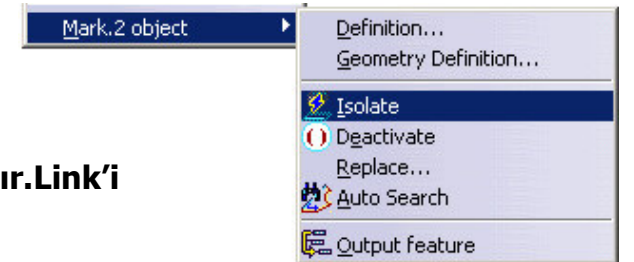 Mark.2 object
Definition...
Geometry Definition...
Isolate
Deactivate
Replace...
Auto Search
Output feature
ır.Link’i